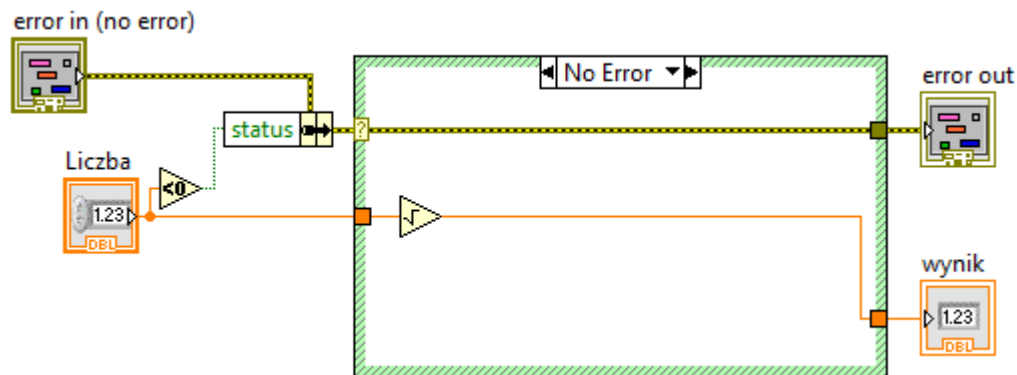 error in (no error)
No Error
error out
status
?
Liczba
<0
1.23
DBL
√
wynik
1.23
DBL